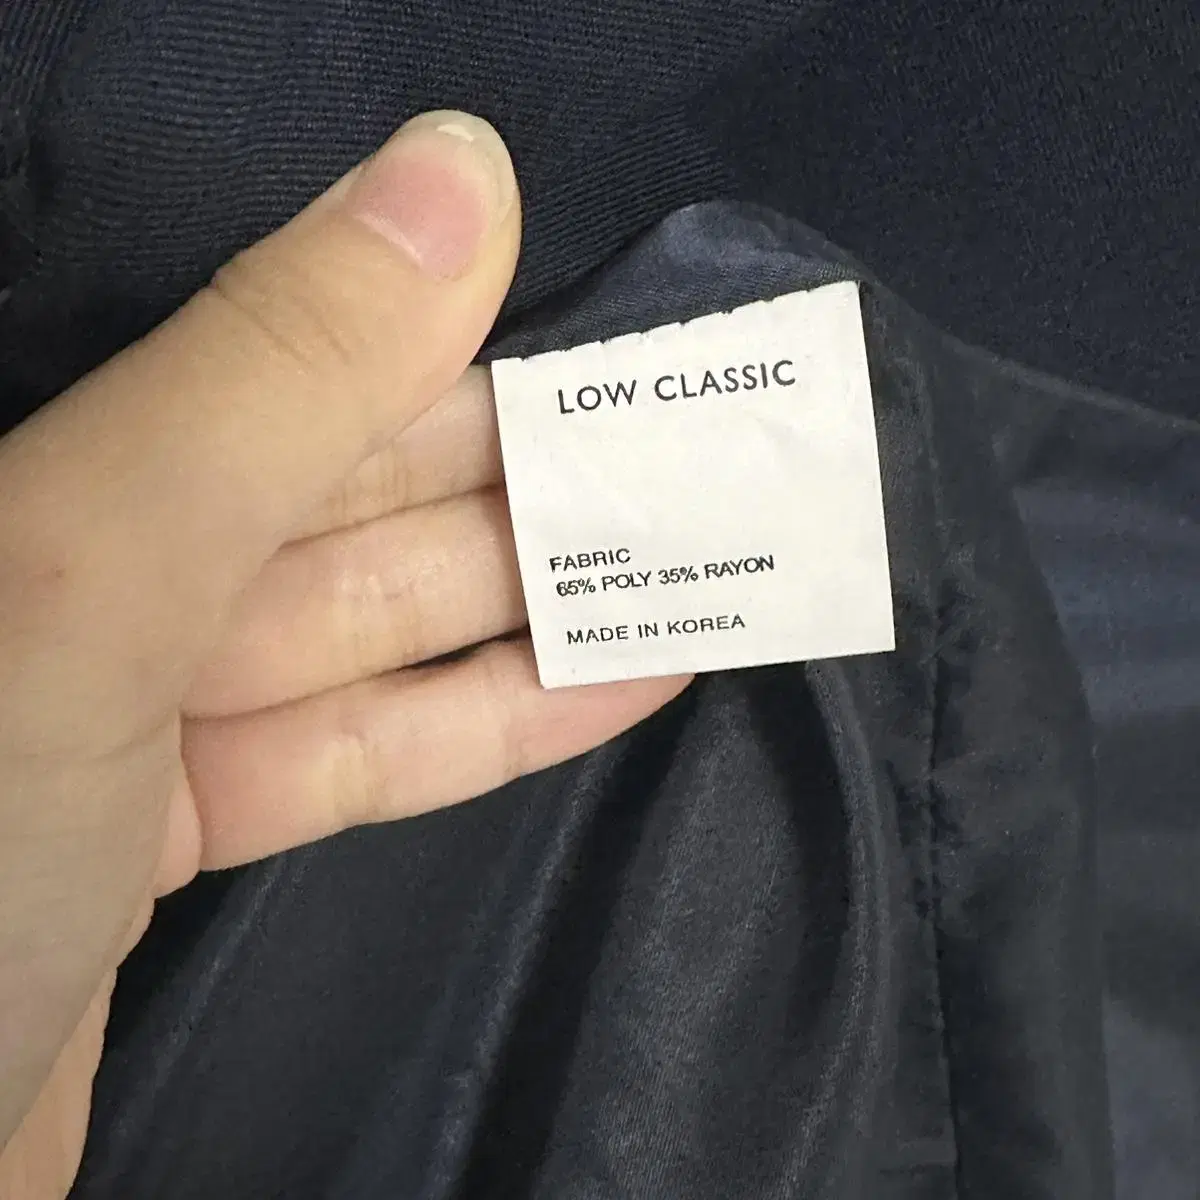 LOW CLASSIC
FABRIC
65% POLY 35% RAYON
MADE IN KOREA